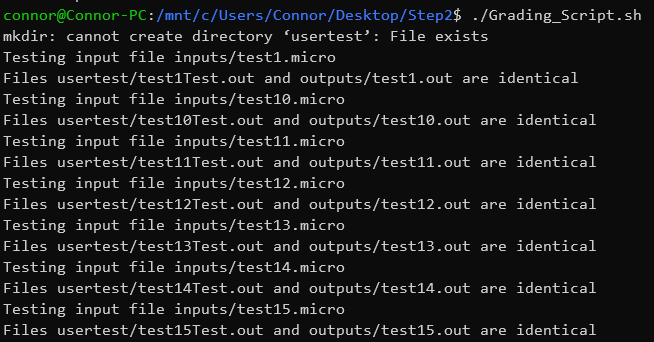 connor@Connor-PC:/mnt/c/Users/Connor/Desktop/Step2$ ./Grading_Script.sh
mkdir: cannot create directory ‘usertest’: File exists
Testing input file inputs/test1.micro
Files usertest/test1Test.out and outputs/test1.out are identical
Testing input file inputs/test10.micro
Files usertest/test10Test.out and outputs/test10.out are identical
Testing input file inputs/test11.micro
Files usertest/test11Test.out and outputs/test11.out are identical
Testing input file inputs/test12.micro
Files usertest/test12Test.out and outputs/test12.out are identical
Testing input file inputs/test13.micro
Files usertest/test13Test.out and outputs/test13.out are identical
Testing input file inputs/test14.micro
Files usertest/test14Test.out and outputs/test14.out are identical
Testing input file inputs/test15.micro
Files usertest/test15Test.out and outputs/test15.out are identical